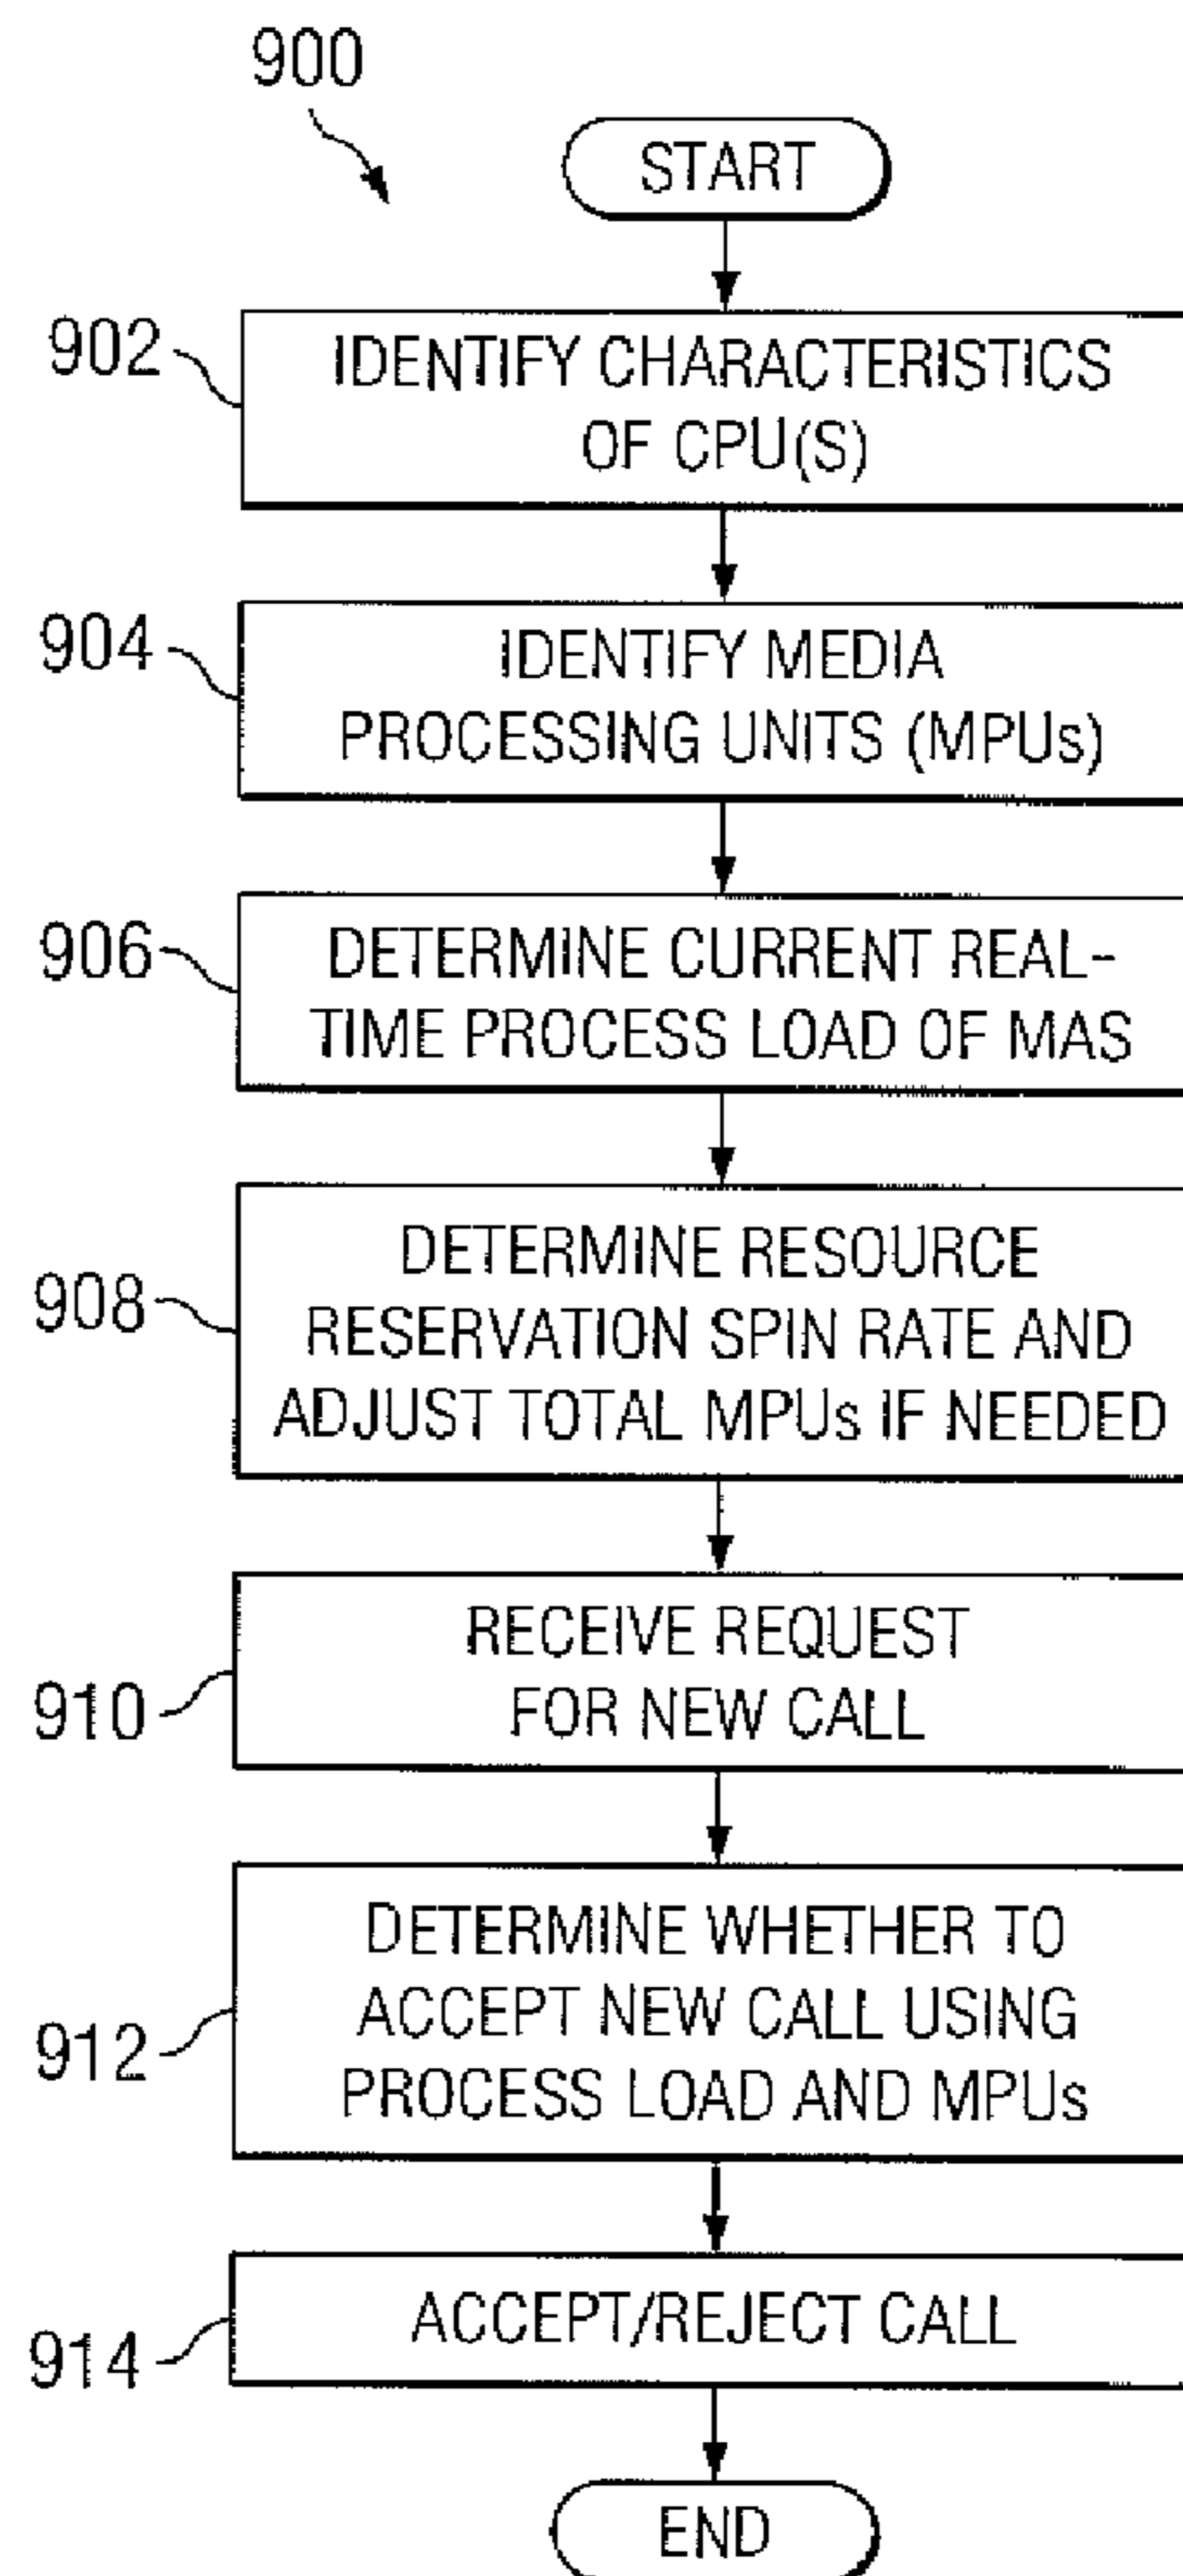 900
START
902
IDENTIFY CHARACTERISTICS
OF CPU(S)
904
IDENTIFY MEDIA
PROCESSING UNITS (MPUs)
906
DETERMINE CURRENT REAL-
TIME PROCESS LOAD OF MAS
908
DETERMINE RESOURCE
RESERVATION SPIN RATE AND
ADJUST TOTAL MPUs IF NEEDED
910
RECEIVE REQUEST
FOR NEW CALL
912
DETERMINE WHETHER TO
ACCEPT NEW CALL USING
PROCESS LOAD AND MPUs
914
ACCEPT/REJECT CALL
END